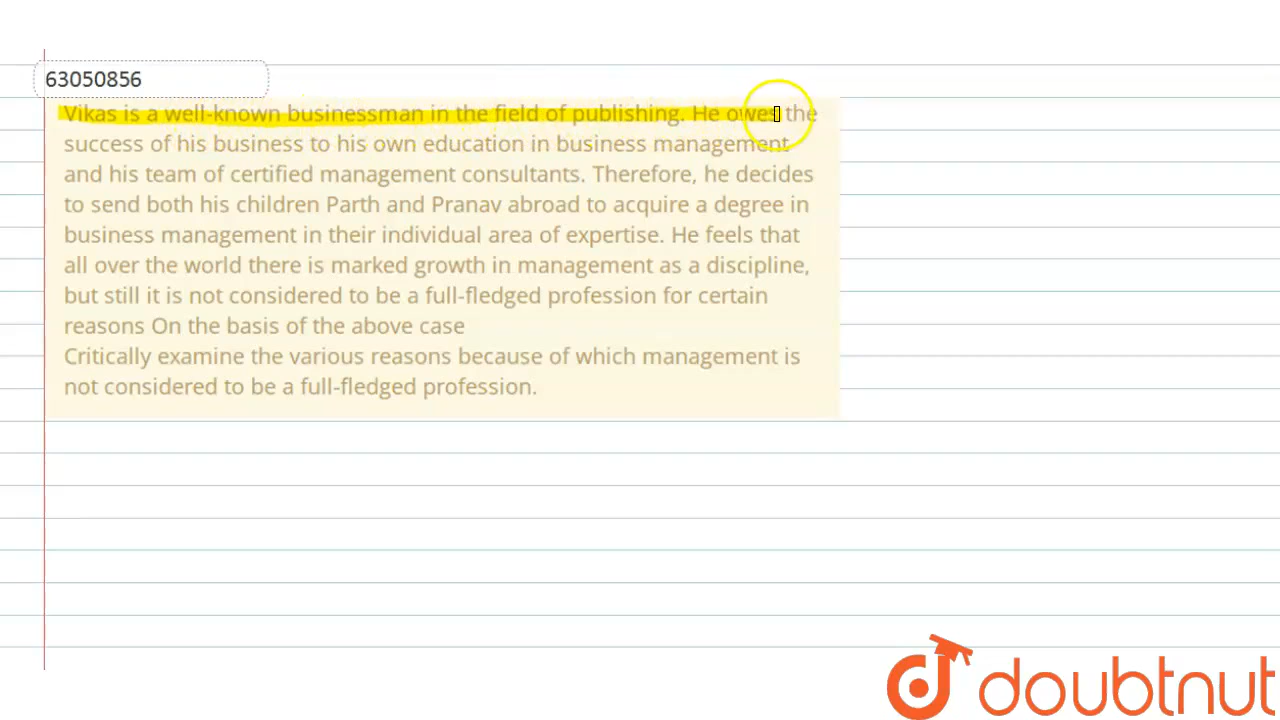 63050856
Vikas is a well-known businessman in the field of publishing. He owes the
success of his business to his own education in business management
and his team of certified management consultants. Therefore, he decides
to send both his children Parth and Pranav abroad to acquire a degree in
business management in their individual area of expertise. He feels that
all over the world there is marked growth in management as a discipline,
but still it is not considered to be a full-fledged profession for certain
reasons On the basis of the above case
Critically examine the various reasons because of which management is
not considered to be a full-fledged profession.
doubtnut